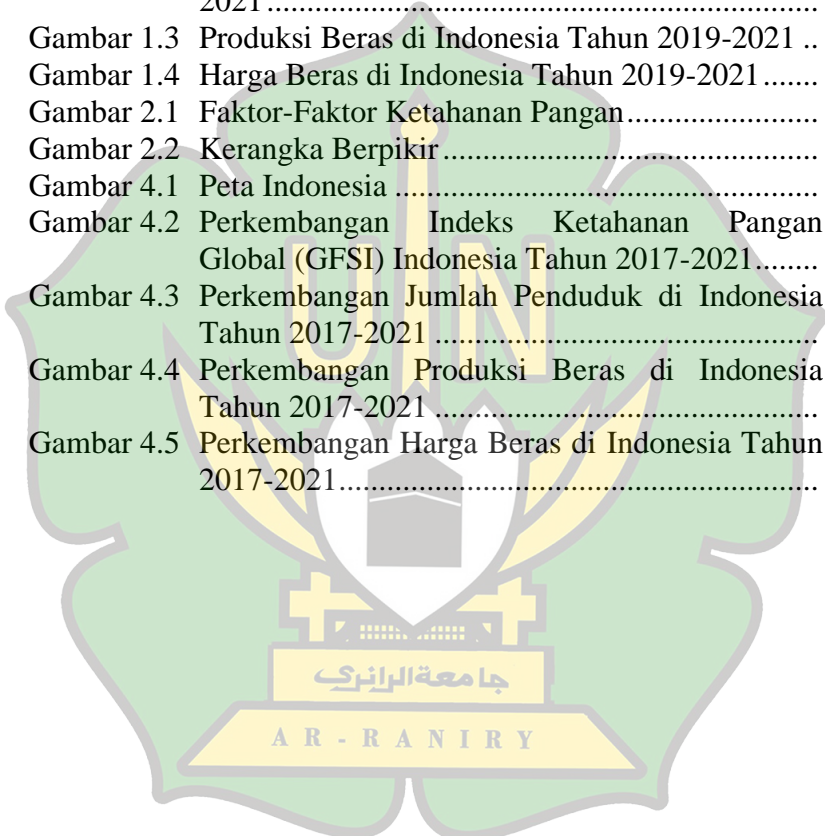 2021......................................................................
Gambar 1.3 Produksi Beras di Indonesia Tahun 2019-2021 ..
Gambar 1.4 Harga Beras di Indonesia Tahun 2019-2021.......
Gambar 2.1 Faktor-Faktor Ketahanan Pangan........................
Gambar 2.2 Kerangka Berpikir...............................................
Gambar 4.1 Peta Indonesia .....................................................
Gambar 4.2 Perkembangan Indeks Ketahanan Pangan
Global (GFSI) Indonesia Tahun 2017-2021........
Gambar 4.3 Perkembangan Jumlah Penduduk di Indonesia
Tahun 2017-2021 ................................................
Gambar 4.4 Perkembangan Produksi Beras di Indonesia
Tahun 2017-2021 ................................................
Gambar 4.5 Perkembangan Harga Beras di Indonesia Tahun
2017-2021............................................................
UIN
جامعة الرانري
AR-RANIRY